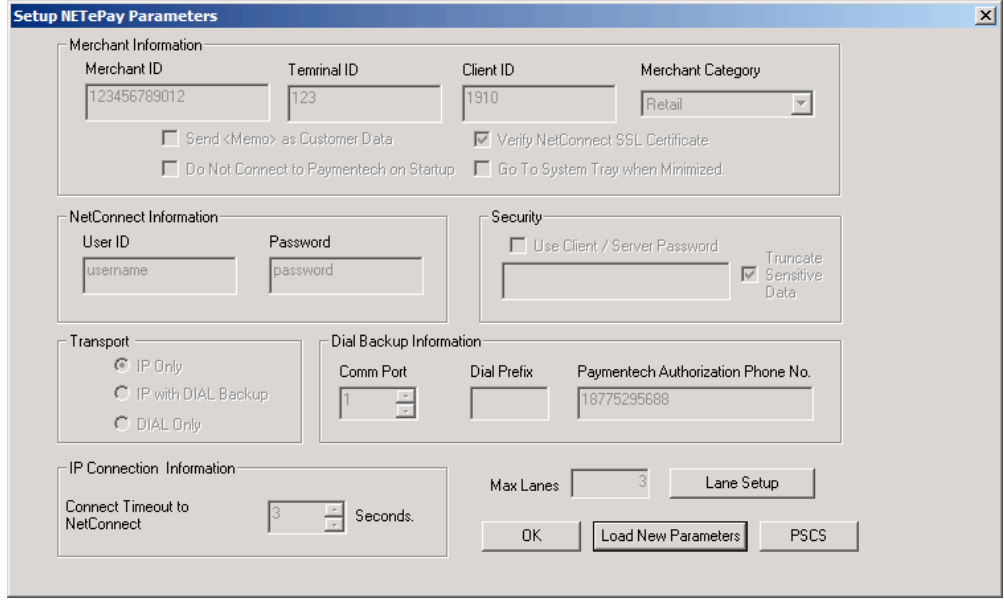 Setup NETePay Parameters
Merchant Information
Merchant ID Temrinal ID Client ID Merchant Category
123456789012 123 1910 Retail
Send <Memo> as Customer Data Verify NetConnect SSL Certificate
Do Not Connect to Paymentech on Startup Go To System Tray when Minimized.
NetConnect Information
User ID Password
username password
Security
Use Client / Server Password
Truncate
Sensitive
Data
Transport
IP Only
IP with DIAL Backup
DIAL Only
Dial Backup Information
Comm Port Dial Prefix Paymentech Authorization Phone No.
1 18775295688
IP Connection Information
Connect Timeout to
NetConnect
3 Seconds.
Max Lanes 3 Lane Setup
OK Load New Parameters PSCS